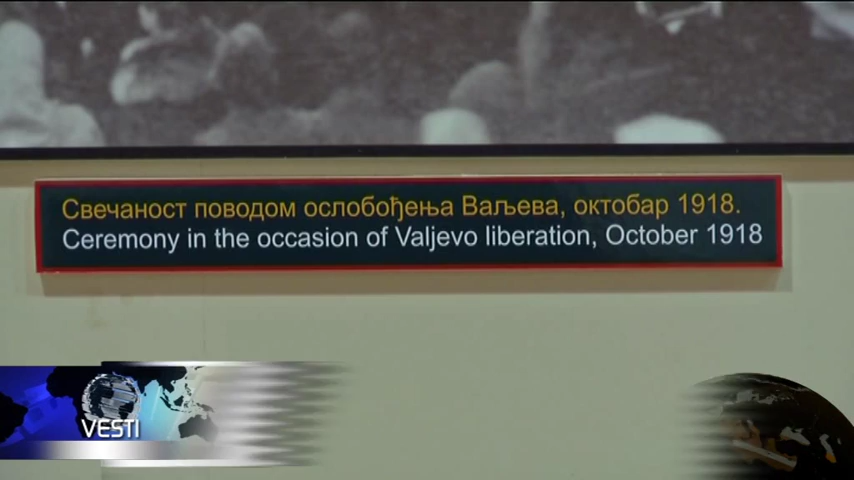 Свечаност поводом ослобођења Ваљева, октобар 1918.
Ceremony in the occasion of Valjevo liberation, October 1918
VESTI